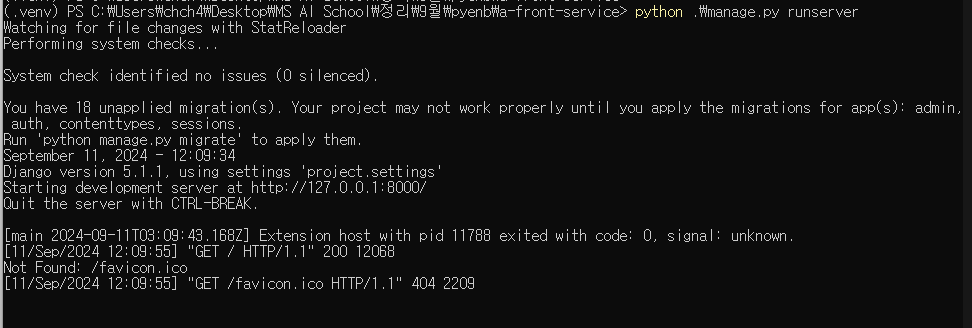 (.venv) PS C:₩Users₩chch4₩Desktop₩MS AI School₩정리₩9월₩pyenb₩a-front-service> python .₩manage.py runserver
Watching for file changes with StatReloader
Performing system checks...
System check identified no issues (0 silenced).
You have 18 unapplied migration(s). Your project may not work properly until you apply the migrations for app(s): admin,
auth, contenttypes, sessions.
Run 'python manage.py migrate' to apply them.
September 11, 2024 - 12:09:34
Django version 5.1.1, using settings 'project.settings'
Starting development server at http://127.0.0.1:8000/
Quit the server with CTRL-BREAK.
[main 2024-09-11T03:09:43.168Z] Extension host with pid 11788 exited with code: 0, signal: unknown.
[11/Sep/2024 12:09:55] "GET / HTTP/1.1" 200 12068
Not Found: /favicon.ico
[11/Sep/2024 12:09:55] "GET /favicon.ico HTTP/1.1" 404 2209